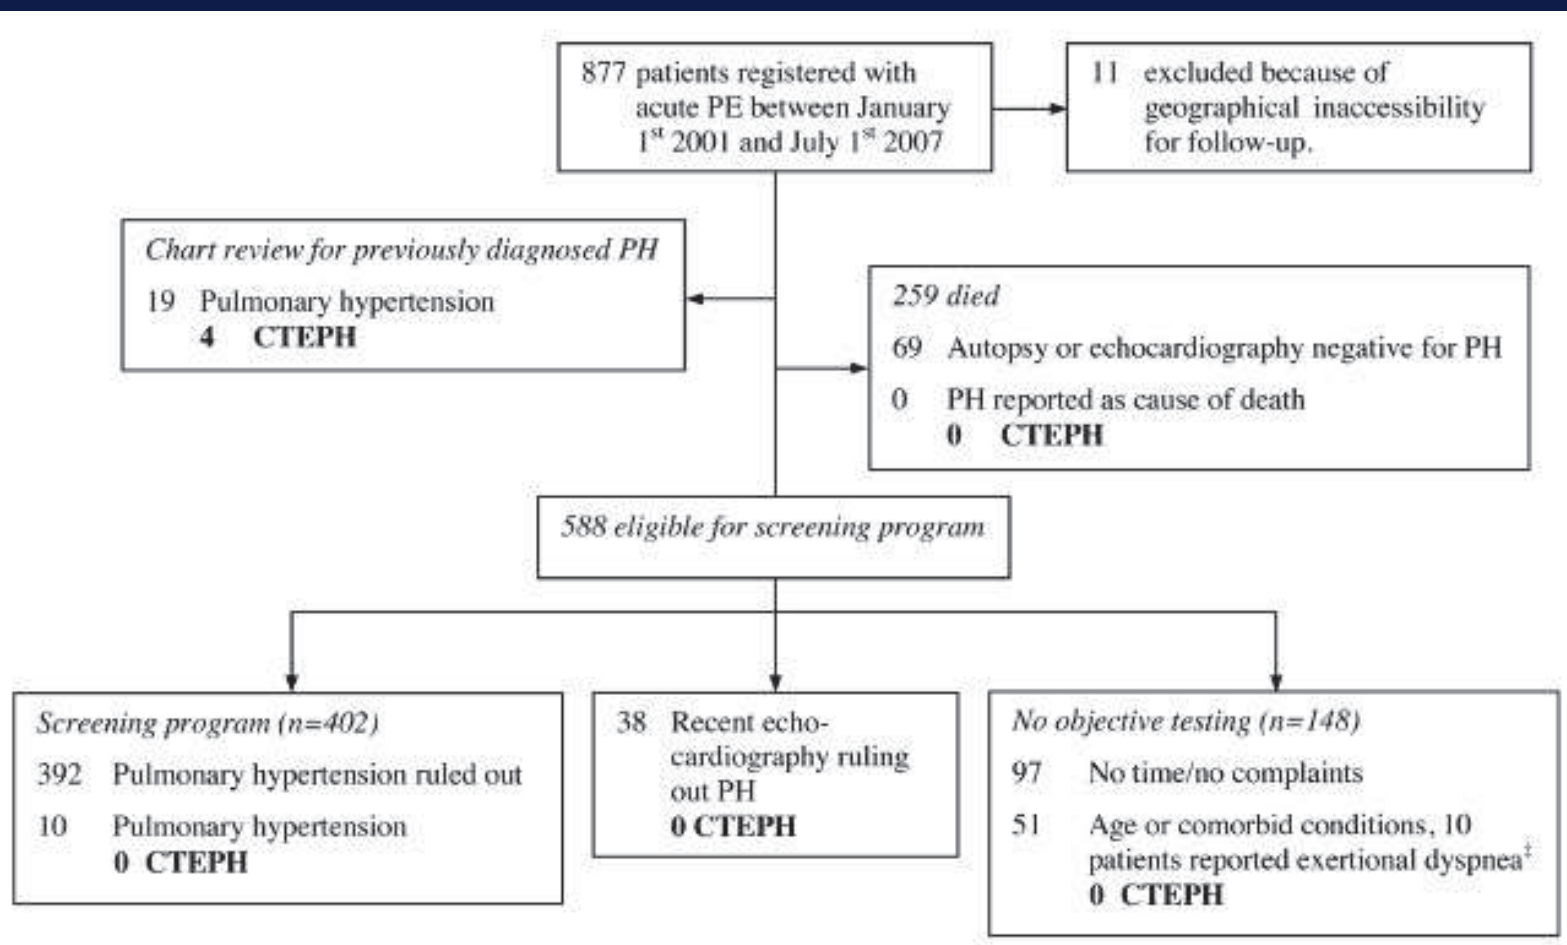 877 patients registered with
acute PE between January
1st 2001 and July 1st 2007
11 excluded because of
geographical inaccessibility
for follow-up.
Chart review for previously diagnosed PH
19 Pulmonary hypertension
4 CTEPH
259 died
69 Autopsy or echocardiography negative for PH
0 PH reported as cause of death
0 CTEPH
588 eligible for screening program
Screening program (n=402)
392 Pulmonary hypertension ruled out
10 Pulmonary hypertension
0 CTEPH
38 Recent echo-
cardiography ruling
out PH
0 CTEPH
No objective testing (n=148)
97 No time/no complaints
51 Age or comorbid conditions, 10
patients reported exertional dyspnea‡
0 CTEPH